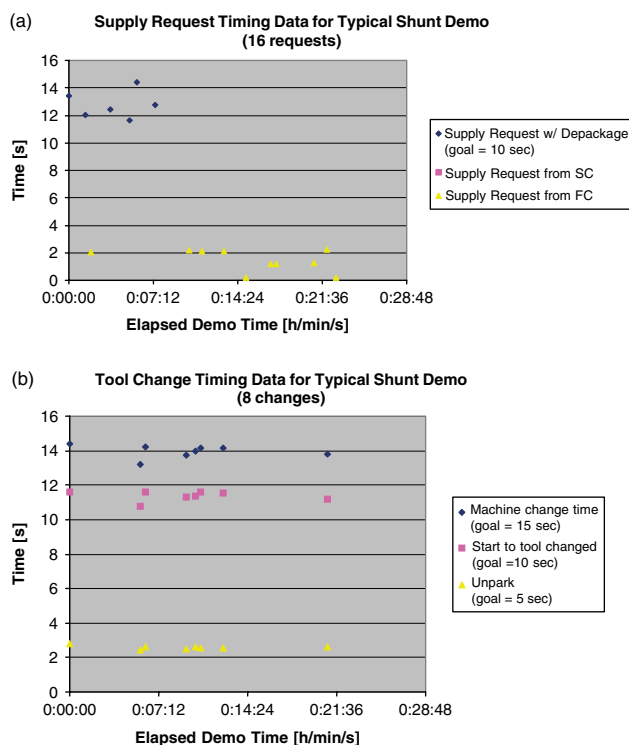 (a)
Supply Request Timing Data for Typical Shunt Demo
(16 requests)
Time [s]
16
14
12
10
8
6
4
2
0
0:00:00
0:07:12
0:14:24
0:21:36
0:28:48
Elapsed Demo Time [h/min/s]
Supply Request w/ Depackage
(goal = 10 sec)
Supply Request from SC
Supply Request from FC
(b)
Tool Change Timing Data for Typical Shunt Demo
(8 changes)
Time [s]
16
14
12
10
8
6
4
2
0
0:00:00
0:07:12
0:14:24
0:21:36
0:28:48
Elapsed Demo Time [h/min/s]
Machine change time
(goal = 15 sec)
Start to tool changed
(goal =10 sec)
Unpark
(goal = 5 sec)